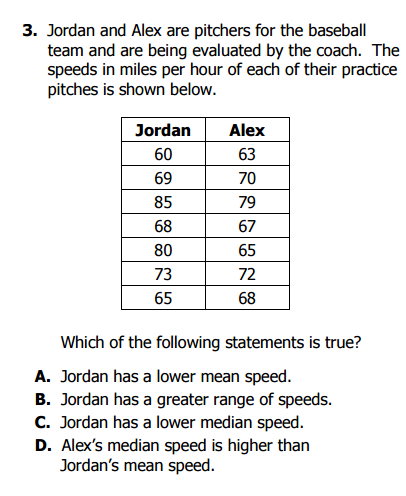 3. Jordan and Alex are pitchers for the baseball
team and are being evaluated by the coach. The
speeds in miles per hour of each of their practice
pitches is shown below.
Jordan Alex
60 63
69 70
85 79
68 67
80 65
73 72
65 68
Which of the following statements is true?
A. Jordan has a lower mean speed.
B. Jordan has a greater range of speeds.
C. Jordan has a lower median speed.
D. Alex's median speed is higher than
Jordan's mean speed.